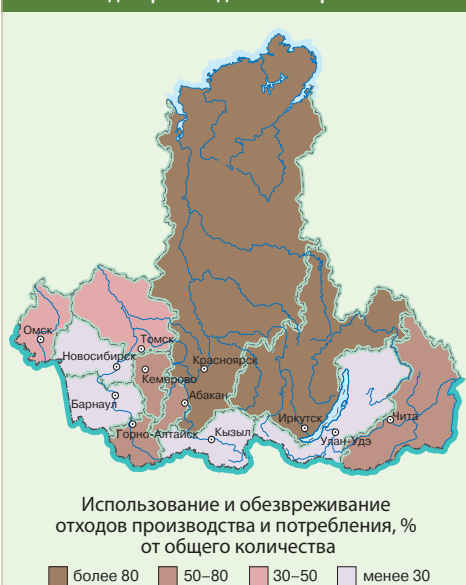 Омск
Томск
Новосибирск
Красноярск
Кемерово
Абакан
Барнаул
Иркутск
Чита
Горно-Алтайск
Кызыл
Улан-Удэ
Использование и обезвреживание
отходов производства и потребления, %
от общего количества
более 80 50–80 30–50 менее 30